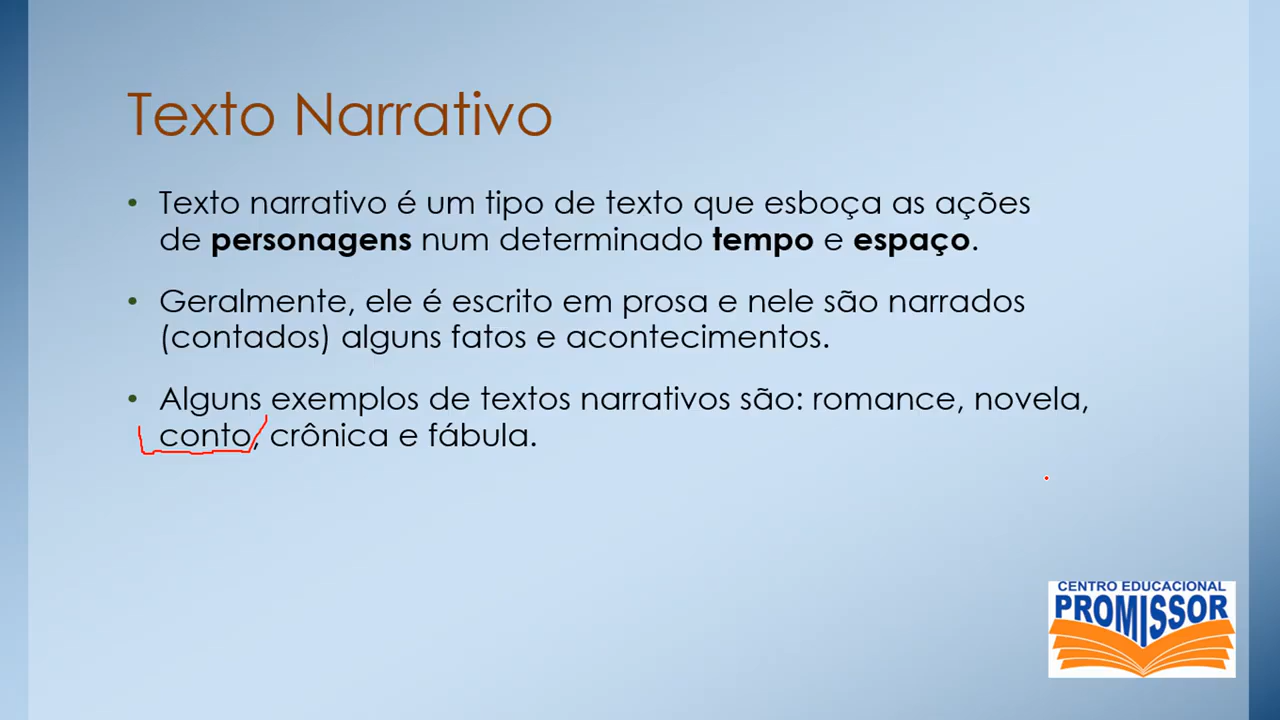 Texto Narrativo
• Texto narrativo é um tipo de texto que esboça as ações
de personagens num determinado tempo e espaço.
• Geralmente, ele é escrito em prosa e nele são narrados
(contados) alguns fatos e acontecimentos.
• Alguns exemplos de textos narrativos são: romance, novela,
conto, crônica e fábula.
CENTRO EDUCACIONAL
PROMISSOR